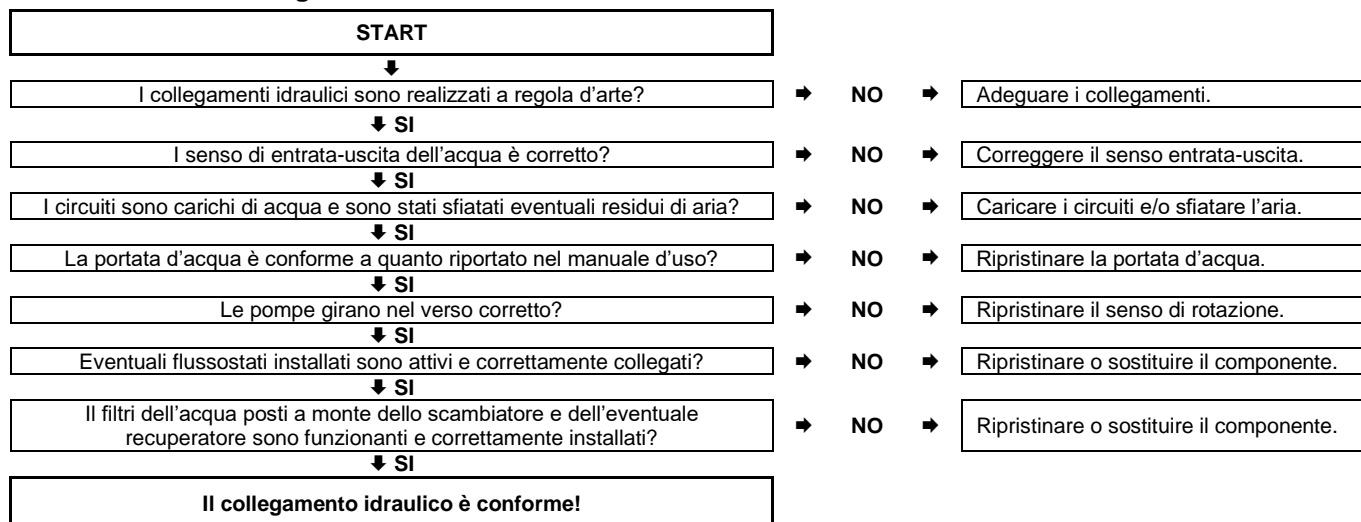 START
I collegamenti idraulici sono realizzati a regola d'arte? NO Adeguare i collegamenti.
SI
I senso di entrata-uscita dell'acqua è corretto? NO Correggere il senso entrata-uscita.
SI
I circuiti sono carichi di acqua e sono stati sfiatati eventuali residui di aria? NO Caricare i circuiti e/o sfiatare l'aria.
SI
La portata d'acqua è conforme a quanto riportato nel manuale d'uso? NO Ripristinare la portata d'acqua.
SI
Le pompe girano nel verso corretto? NO Ripristinare il senso di rotazione.
SI
Eventuali flussostati installati sono attivi e correttamente collegati? NO Ripristinare o sostituire il componente.
SI
Il filtri dell'acqua posti a monte dello scambiatore e dell'eventuale
recuperatore sono funzionanti e correttamente installati? NO Ripristinare o sostituire il componente.
SI
Il collegamento idraulico è conforme!